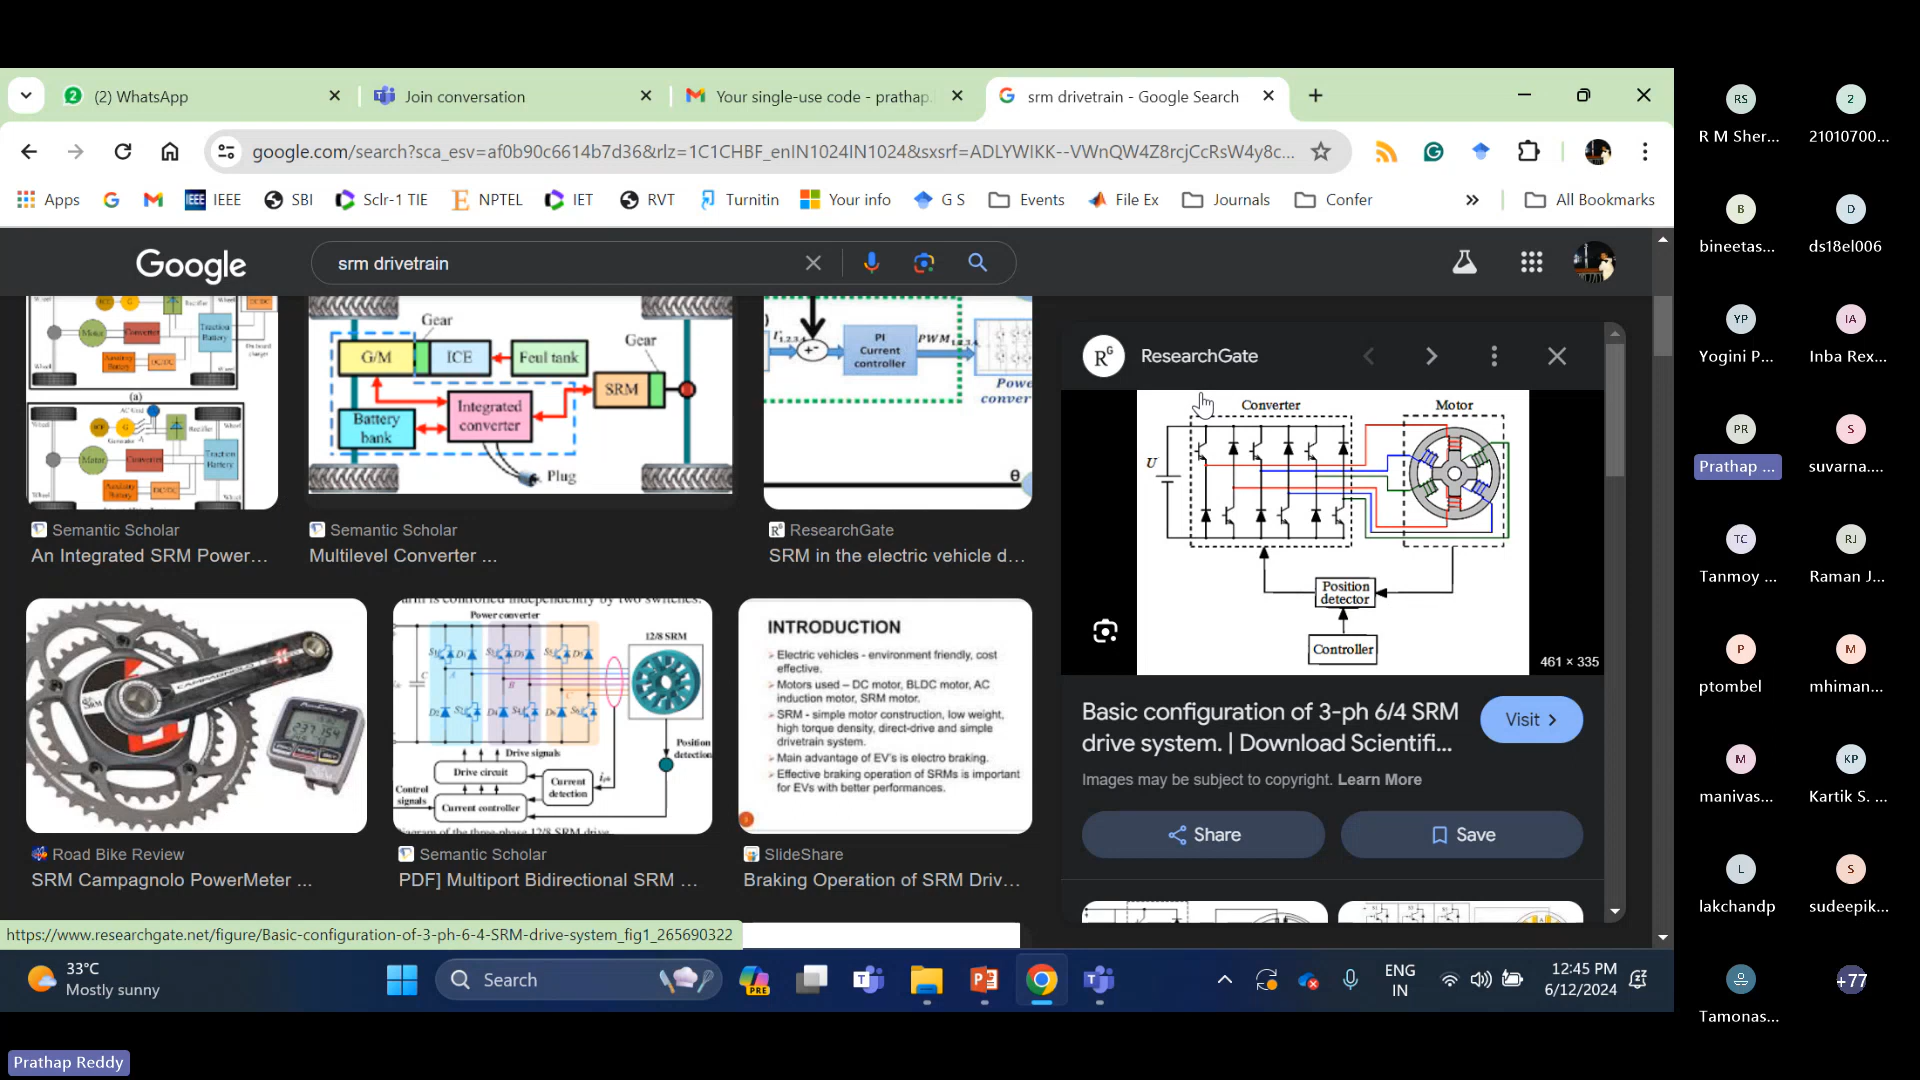 (2) WhatsApp
Join conversation
Your single-use code - prathap.
srm drivetrain - Google Search
google.com/search?sca_esv=af0b90c6614b7d36&rlz=1C1CHBF_enIN1024IN1024&sxsrf=ADLYWIKK--VWnQW4Z8rcjCcRsW4y8c...
Apps
IEEE
SBI
Sclr-1 TIE
NPTEL
IET
RVT
Turnitin
Your info
G S
Events
File Ex
Journals
Confer
All Bookmarks
Google
srm drivetrain
Motor
Converter
Traction
Battery
Rectifier
(a)
Gear
G/M
ICE
Feul tank
Gear
SRM
Integrated
converter
Battery
bank
Plug
PI
Current
controller
PWM
Powe
conver
θ
Semantic Scholar
An Integrated SRM Power...
Semantic Scholar
Multilevel Converter ...
ResearchGate
SRM in the electric vehicle d...
Power converter
12/8 SRM
Position
detection
Drive signals
Drive circuit
Current
detection
Control
signals
Current controller
INTRODUCTION
Electric vehicles - environment friendly, cost
effective.
Motors used – DC motor, BLDC motor, AC
induction motor, SRM motor.
SRM - simple motor construction, low weight,
high torque density, direct-drive and simple
drivetrain system.
Main advantage of EV's is electro braking.
Effective braking operation of SRMs is important
for EVs with better performances.
Road Bike Review
SRM Campagnolo PowerMeter ...
Semantic Scholar
PDF] Multiport Bidirectional SRM ...
SlideShare
Braking Operation of SRM Driv...
ResearchGate
Converter
Motor
U
Position
detector
Controller
461 × 335
Basic configuration of 3-ph 6/4 SRM
drive system. | Download Scientifi...
Visit
Images may be subject to copyright. Learn More
Share
Save
https://www.researchgate.net/figure/Basic-configuration-of-3-ph-6-4-SRM-drive-system_fig1_265690322
33°C
Mostly sunny
Search
PRE
ENG
IN
12:45 PM
6/12/2024
Prathap Reddy
RS
R M Sher...
2
21010700...
B
bineetas...
D
ds18el006
YP
Yogini P...
IA
Inba Rex...
PR
Prathap ...
S
suvarna....
TC
Tanmoy ...
RJ
Raman J...
P
ptombel
M
mhiman...
M
manivas...
KP
Kartik S. ...
L
lakchandp
S
sudeepik...
Tamonas...
+77